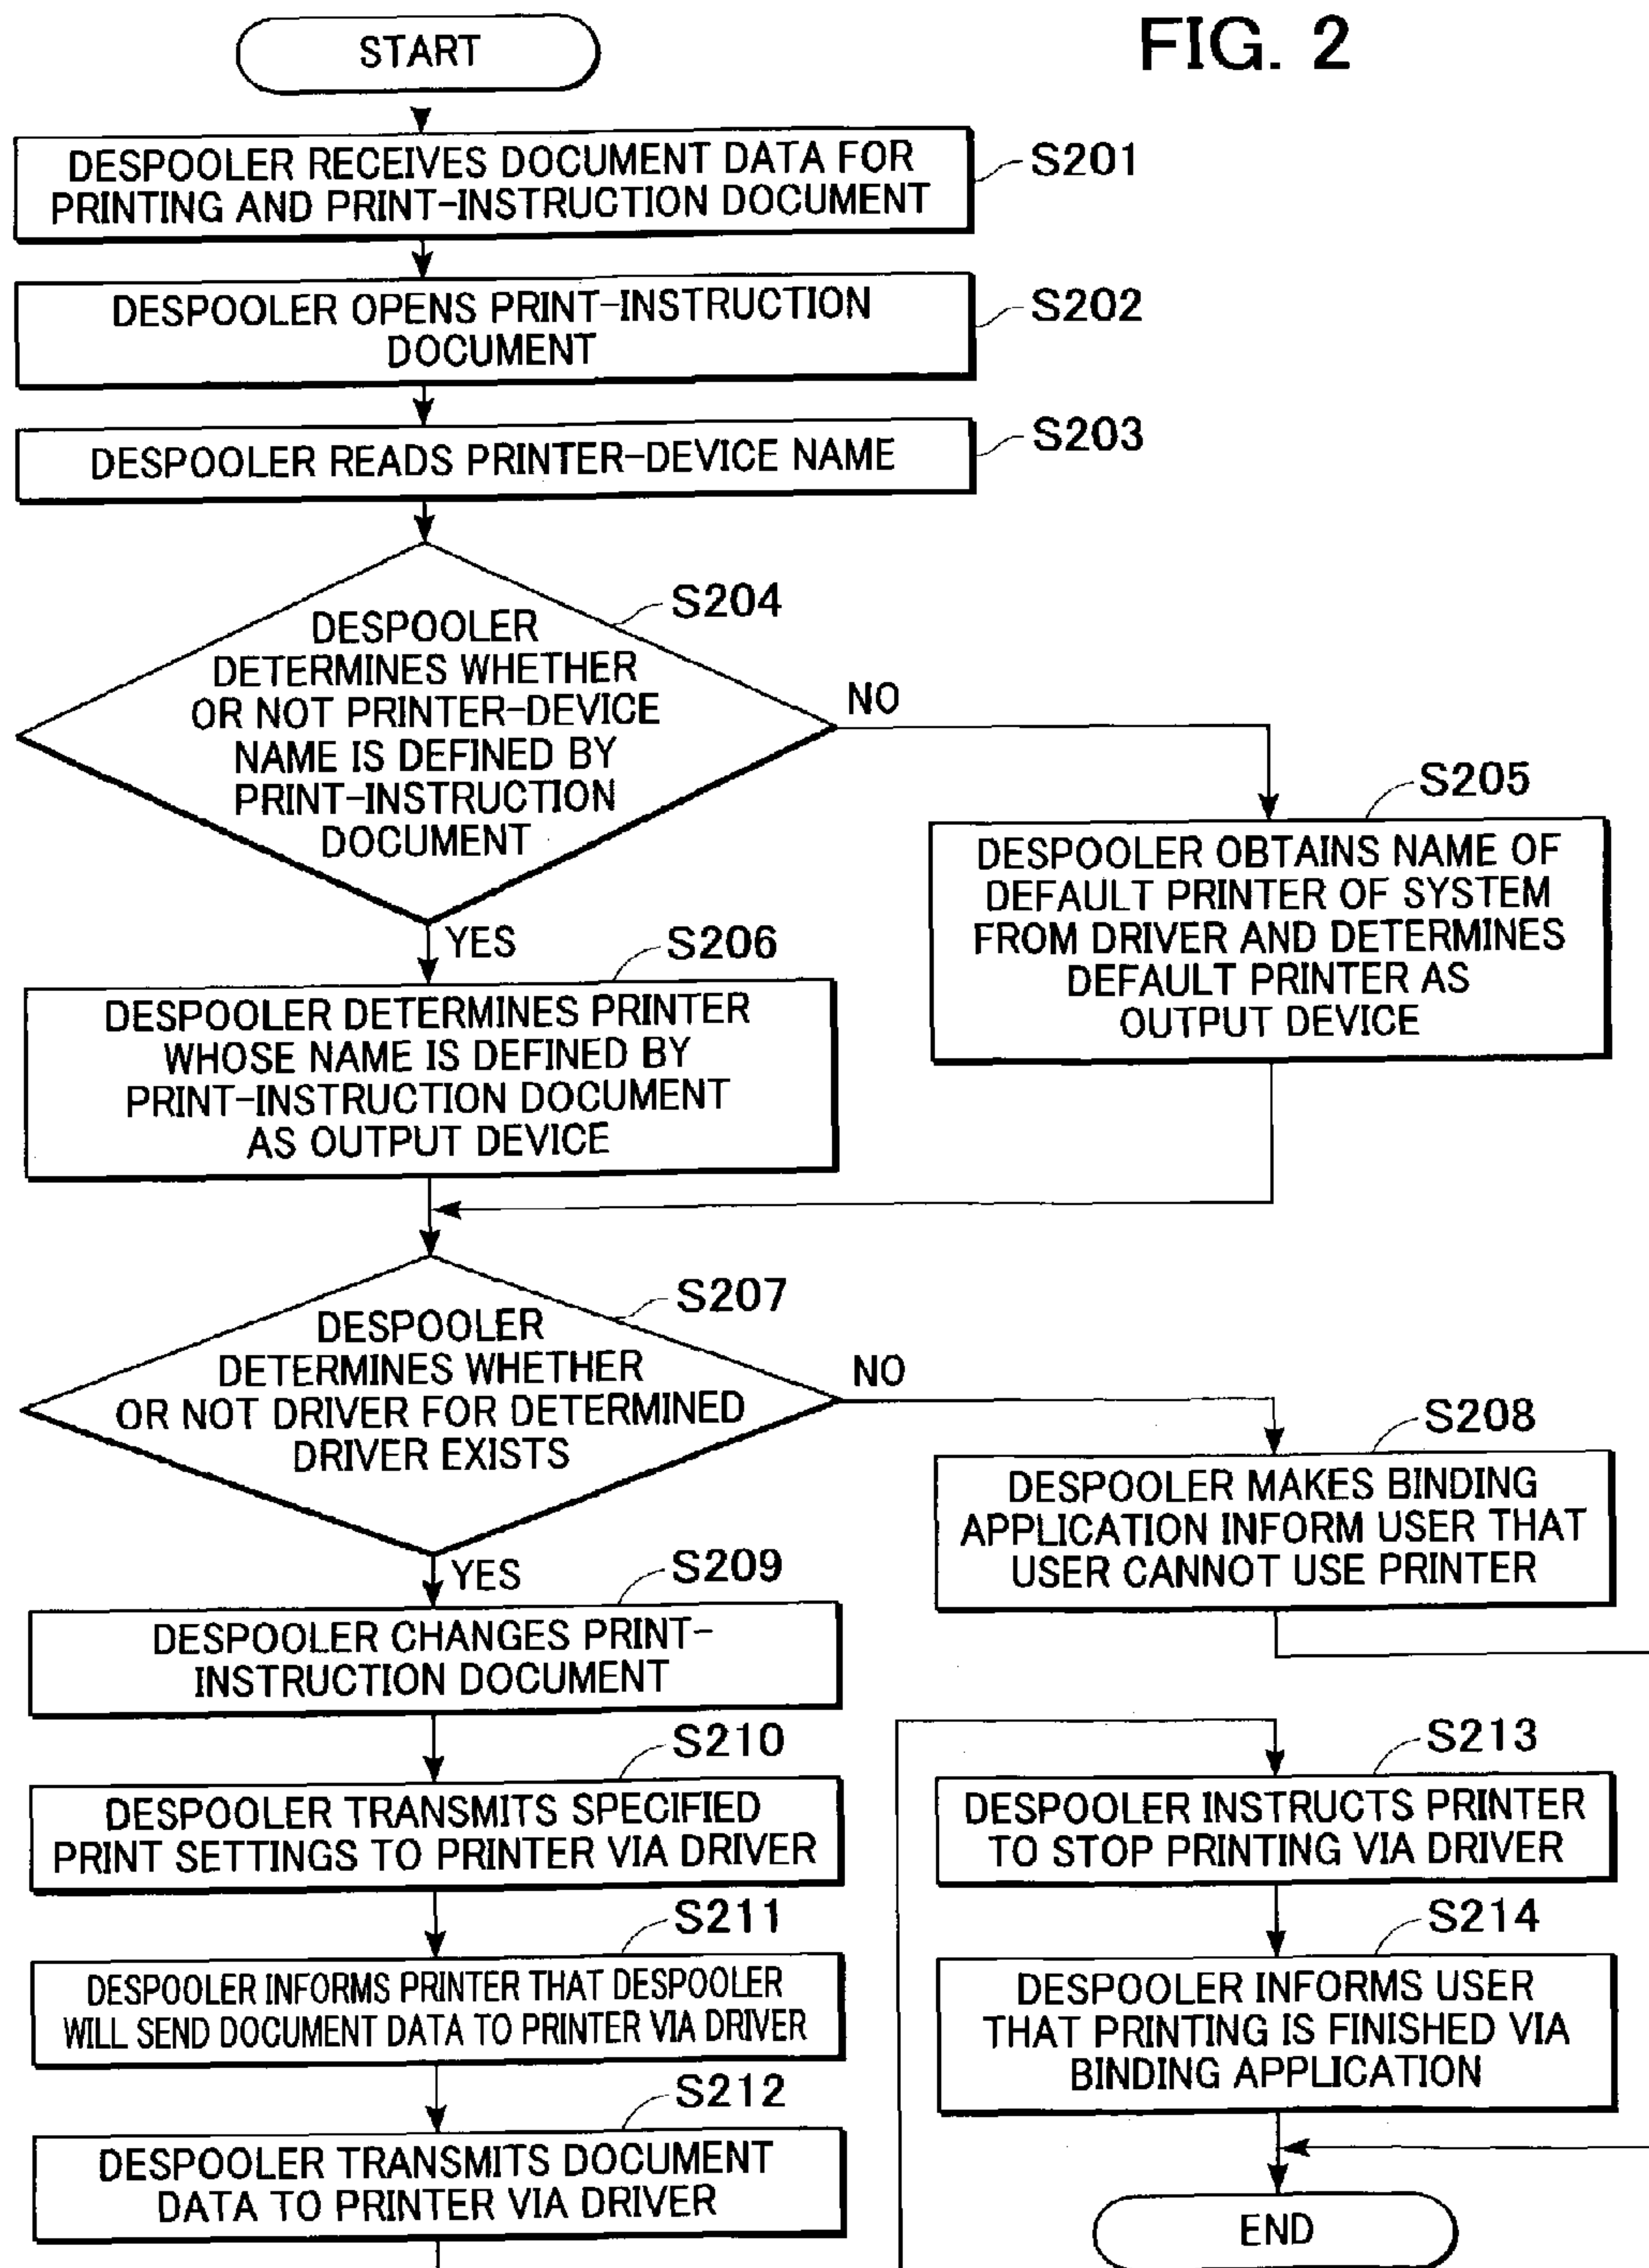 FIG. 2
START
DESPOOLER RECEIVES DOCUMENT DATA FOR
PRINTING AND PRINT-INSTRUCTION DOCUMENT
S201
DESPOOLER OPENS PRINT-INSTRUCTION
DOCUMENT
S202
DESPOOLER READS PRINTER-DEVICE NAME
S203
DESPOOLER
DETERMINES WHETHER
OR NOT PRINTER-DEVICE
NAME IS DEFINED BY
PRINT-INSTRUCTION
DOCUMENT
S204
NO
YES
S205
DESPOOLER OBTAINS NAME OF
DEFAULT PRINTER OF SYSTEM
FROM DRIVER AND DETERMINES
DEFAULT PRINTER AS
OUTPUT DEVICE
S206
DESPOOLER DETERMINES PRINTER
WHOSE NAME IS DEFINED BY
PRINT-INSTRUCTION DOCUMENT
AS OUTPUT DEVICE
S207
DESPOOLER
DETERMINES WHETHER
OR NOT DRIVER FOR DETERMINED
DRIVER EXISTS
NO
YES
S208
DESPOOLER MAKES BINDING
APPLICATION INFORM USER THAT
USER CANNOT USE PRINTER
S209
DESPOOLER CHANGES PRINT-
INSTRUCTION DOCUMENT
S210
DESPOOLER TRANSMITS SPECIFIED
PRINT SETTINGS TO PRINTER VIA DRIVER
S211
DESPOOLER INFORMS PRINTER THAT DESPOOLER
WILL SEND DOCUMENT DATA TO PRINTER VIA DRIVER
S212
DESPOOLER TRANSMITS DOCUMENT
DATA TO PRINTER VIA DRIVER
S213
DESPOOLER INSTRUCTS PRINTER
TO STOP PRINTING VIA DRIVER
S214
DESPOOLER INFORMS USER
THAT PRINTING IS FINISHED VIA
BINDING APPLICATION
END